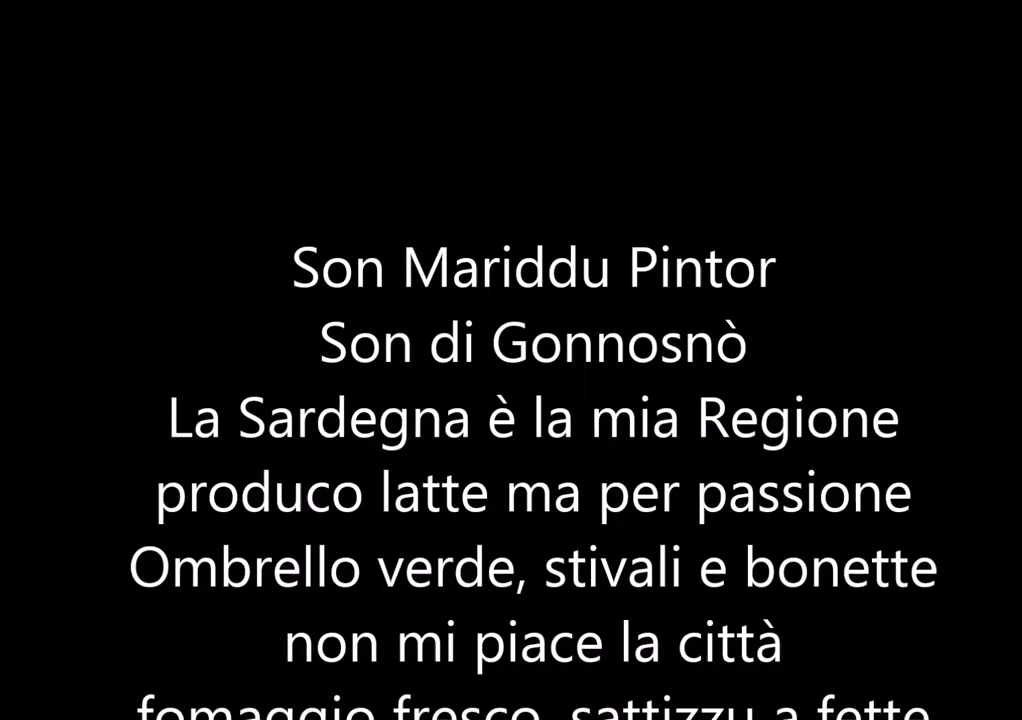 Son Mariddu Pintor
Son di Gonnosnò
La Sardegna è la mia Regione
produco latte ma per passione
Ombrello verde, stivali e bonette
non mi piace la città
fomaggio fresco, sattizzu a fette